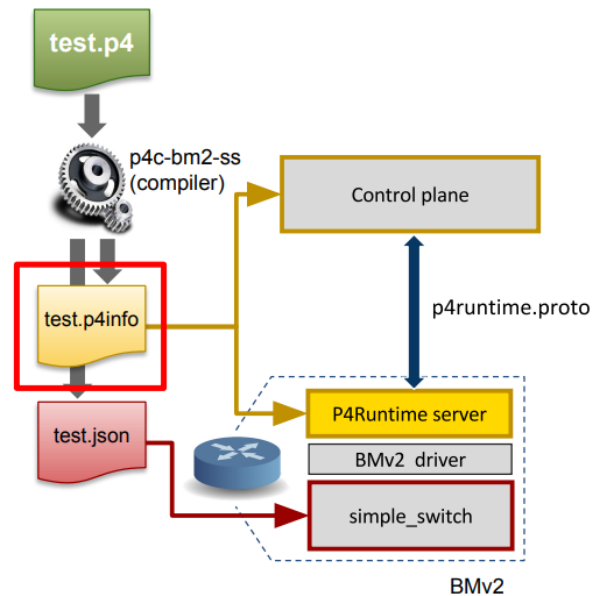 test.p4
p4c-bm2-ss
(compiler)
Control plane
test.p4info
p4runtime.proto
P4Runtime server
test.json
BMv2 driver
simple_switch
BMv2